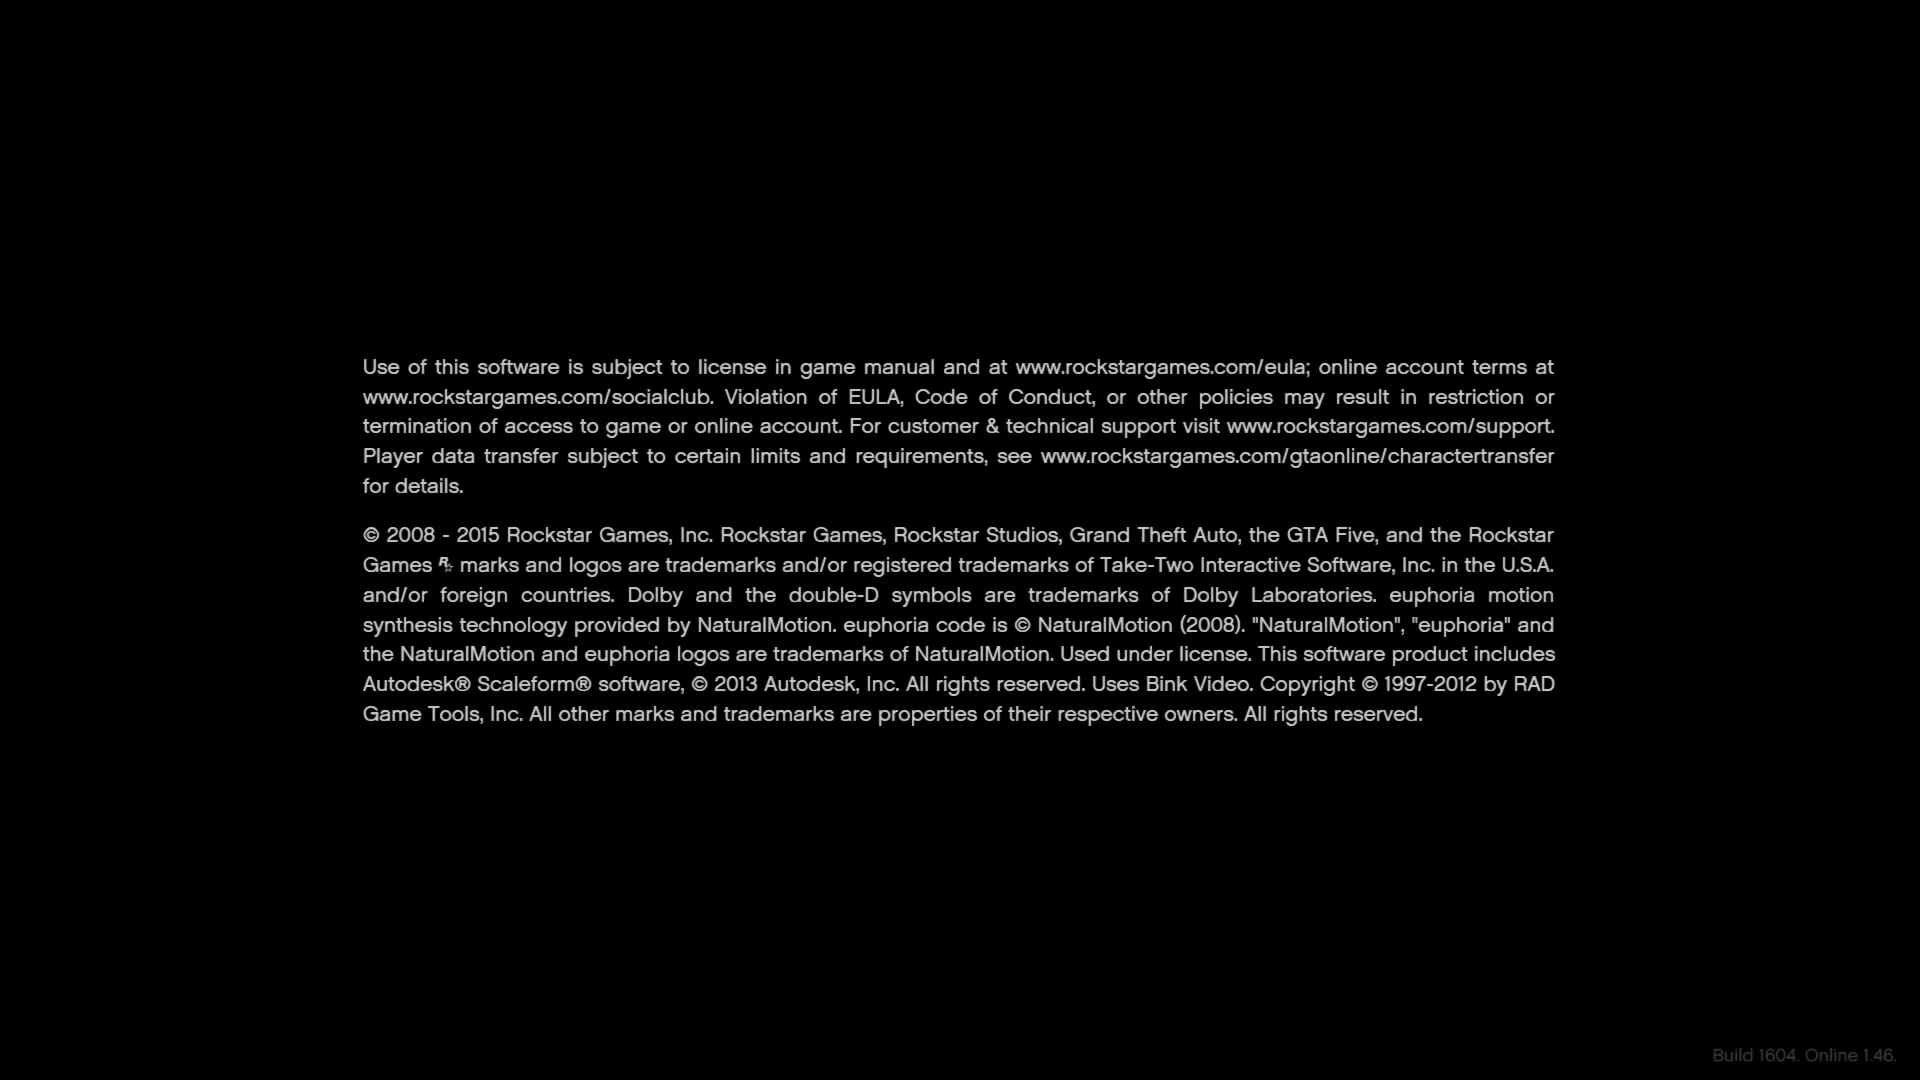 Use of this software is subject to license in game manual and at www.rockstargames.com/eula; online account terms at
www.rockstargames.com/socialclub. Violation of EULA, Code of Conduct, or other policies may result in restriction or
termination of access to game or online account. For customer & technical support visit www.rockstargames.com/support.
Player data transfer subject to certain limits and requirements, see www.rockstargames.com/gtaonline/charactertransfer
for details.
© 2008 - 2015 Rockstar Games, Inc. Rockstar Games, Rockstar Studios, Grand Theft Auto, the GTA Five, and the Rockstar
Games R* marks and logos are trademarks and/or registered trademarks of Take-Two Interactive Software, Inc. in the U.S.A.
and/or foreign countries. Dolby and the double-D symbols are trademarks of Dolby Laboratories. euphoria motion
synthesis technology provided by NaturalMotion. euphoria code is © NaturalMotion (2008). "NaturalMotion", "euphoria" and
the NaturalMotion and euphoria logos are trademarks of NaturalMotion. Used under license. This software product includes
Autodesk® Scaleform® software, © 2013 Autodesk, Inc. All rights reserved. Uses Bink Video. Copyright © 1997-2012 by RAD
Game Tools, Inc. All other marks and trademarks are properties of their respective owners. All rights reserved.
Build 1604. Online 1.46.